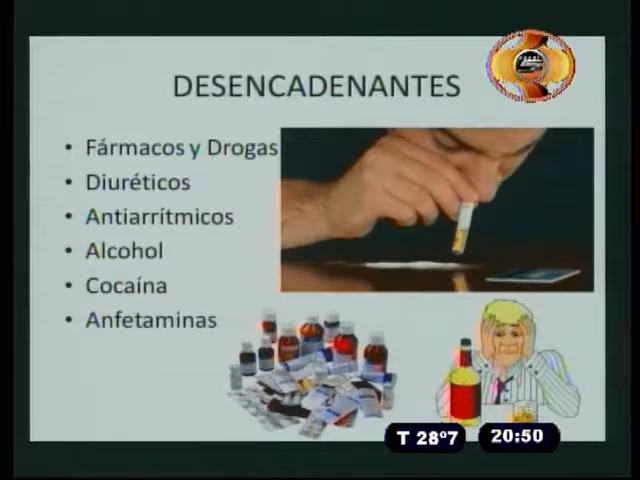 DESENCADENANTES
• Fármacos y Drogas
• Diuréticos
• Antiarrítmicos
• Alcohol
• Cocaína
• Anfetaminas
T 28º7
20:50